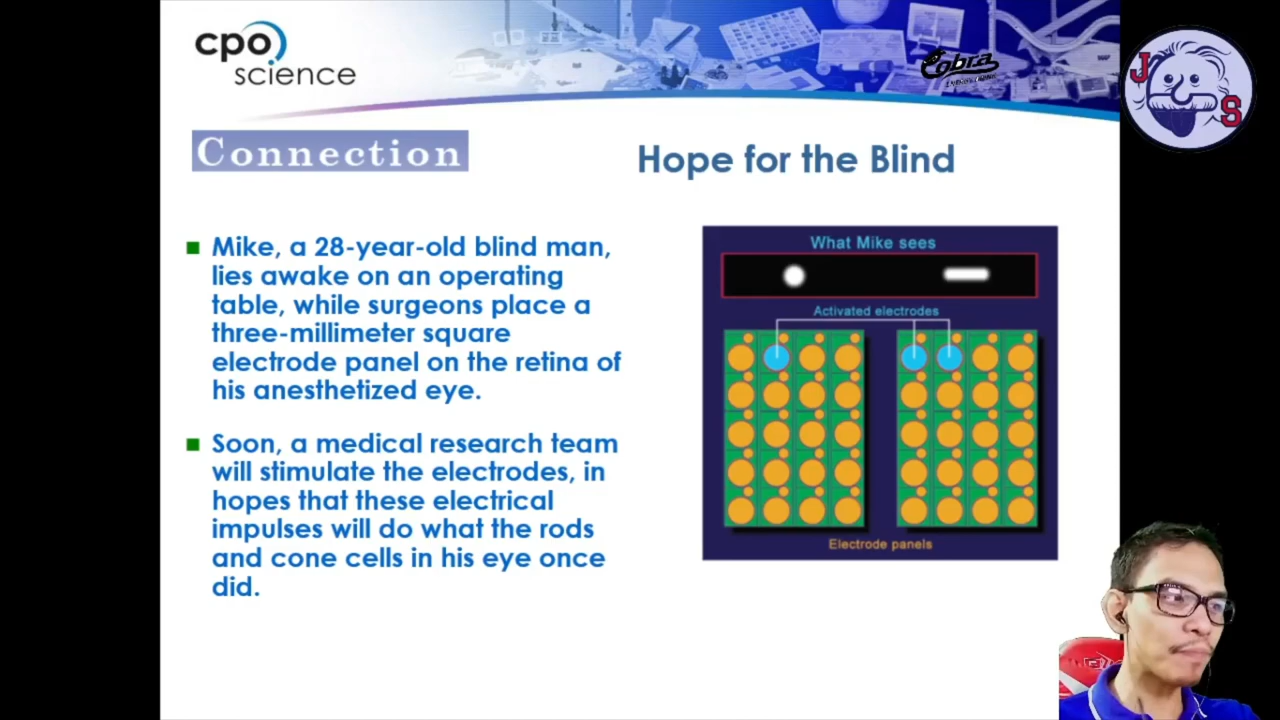 cpo
science
Cobra
J
S
Connection
Hope for the Blind
Mike, a 28-year-old blind man,
lies awake on an operating
table, while surgeons place a
three-millimeter square
electrode panel on the retina of
his anesthetized eye.
Soon, a medical research team
will stimulate the electrodes, in
hopes that these electrical
impulses will do what the rods
and cone cells in his eye once
did.
What Mike sees
Activated electrodes
Electrode panels